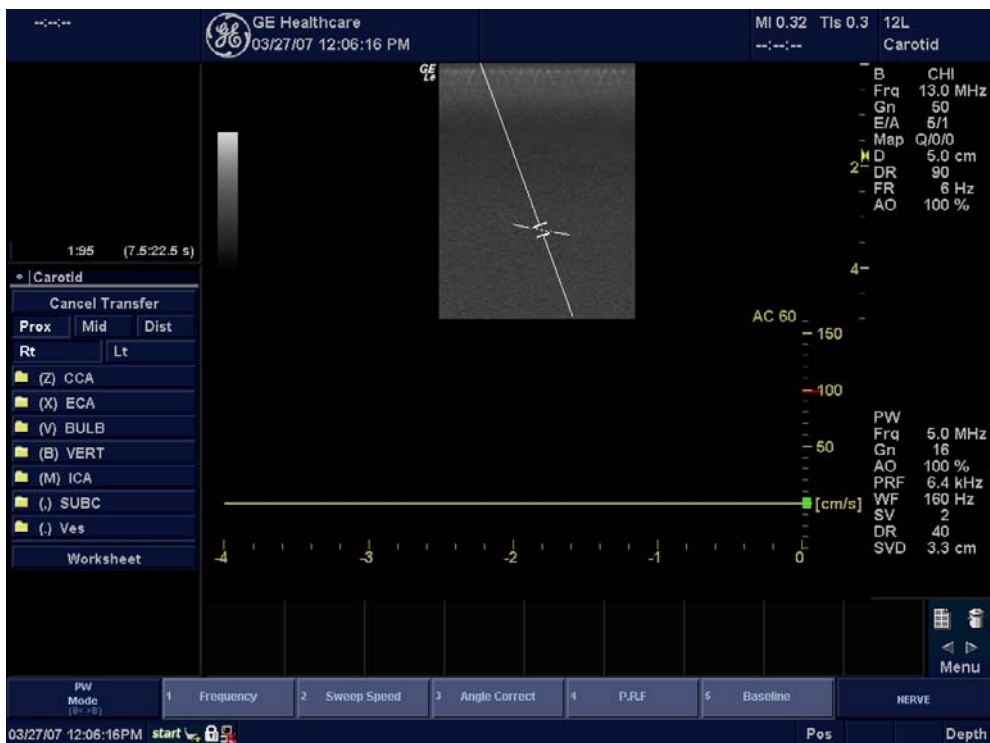 --:--:--
GE Healthcare
03/27/07 12:06:16 PM
MI 0.32 TIs 0.3
--:--:--
12L
Carotid
GE
L9
B CHI
Frq 13.0 MHz
Gn 50
E/A 5/1
Map Q/0/0
D 5.0 cm
DR 90
FR 6 Hz
AO 100 %
2
4
1:95 (7.5:22.5 s)
Carotid
Cancel Transfer
Prox Mid Dist
Rt Lt
(Z) CCA
(X) ECA
(V) BULB
(B) VERT
(M) ICA
(,) SUBC
(.) Ves
Worksheet
AC 60
150
100
50
[cm/s]
-4 -3 -2 -1 0
PW
Frq 5.0 MHz
Gn 16
AO 100 %
PRF 6.4 kHz
WF 160 Hz
SV 2
DR 40
SVD 3.3 cm
Menu
PW
Mode
(B< >B)
1 Frequency
2 Sweep Speed
3 Angle Correct
4 P.R.F
5 Baseline
NERVE
03/27/07 12:06:16PM start
Pos
Depth